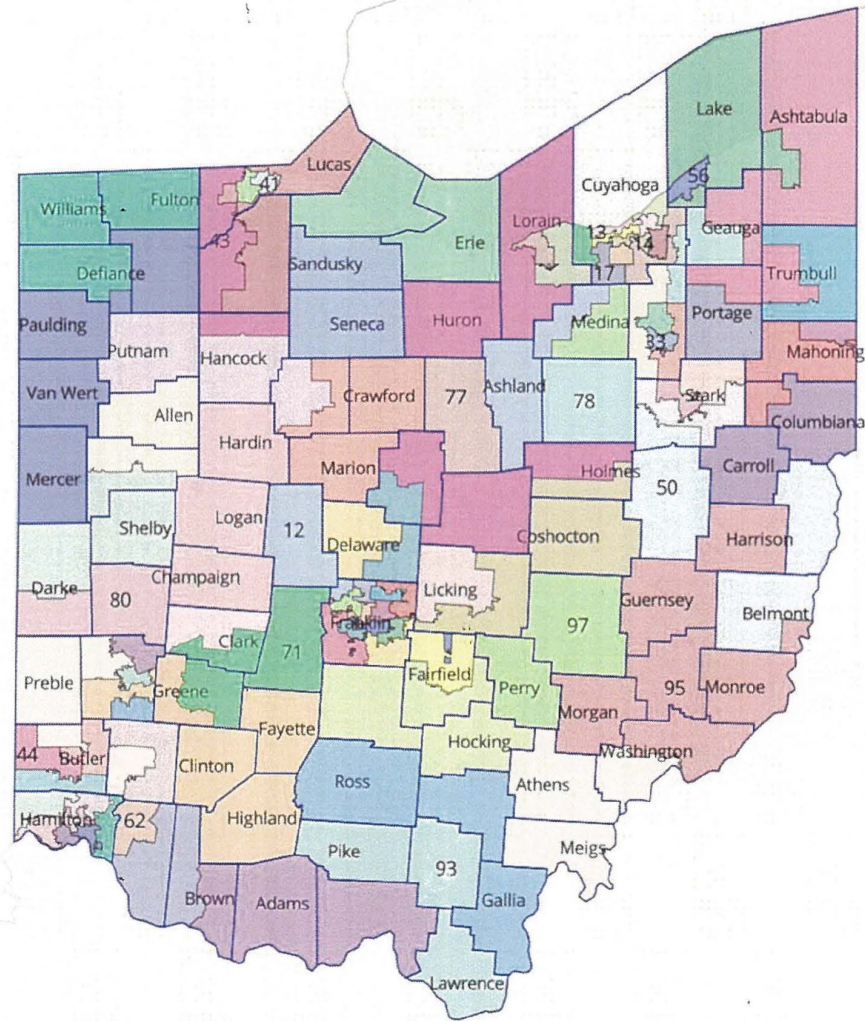 Lake
Ashtabula
Lucas
41
56
Cuyahoga
Williams
Fulton
Lorain
Geauga
13
14
43
Erie
Sandusky
17
Defiance
Trumbull
Paulding
Seneca
Huron
Medina
Portage
33
Putnam
Hancock
Mahoning
Van Wert
Crawford
77
Ashland
78
Stark
Allen
Columbiana
Hardin
Marion
Holmes
Carroll
Mercer
50
Logan
12
Shelby
Delaware
Coshocton
Harrison
Darke
Champaign
Licking
80
Guernsey
Belmont
Clark
Franklin
97
71
Preble
Greene
Fairfield
Perry
95
Monroe
Morgan
Fayette
44
Butler
Clinton
Hocking
Washington
Ross
Athens
Hamilton
62
Highland
Pike
Meigs
93
Brown
Adams
Gallia
Lawrence